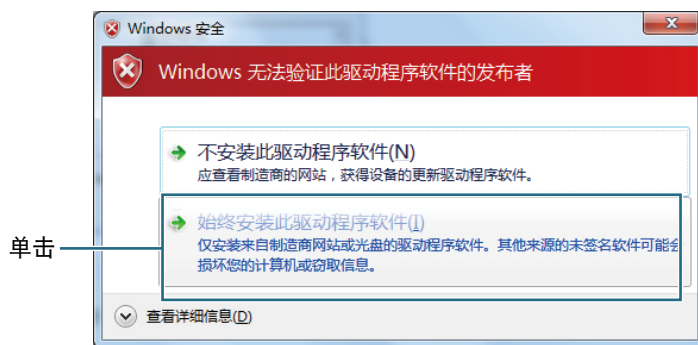 Windows 安全
Windows 无法验证此驱动程序软件的发布者
不安装此驱动程序软件(N)
应查看制造商的网站，获得设备的更新驱动程序软件。
单击
始终安装此驱动程序软件(I)
仅安装来自制造商网站或光盘的驱动程序软件。其他来源的未签名软件可能会
损坏您的计算机或窃取信息。
查看详细信息(D)